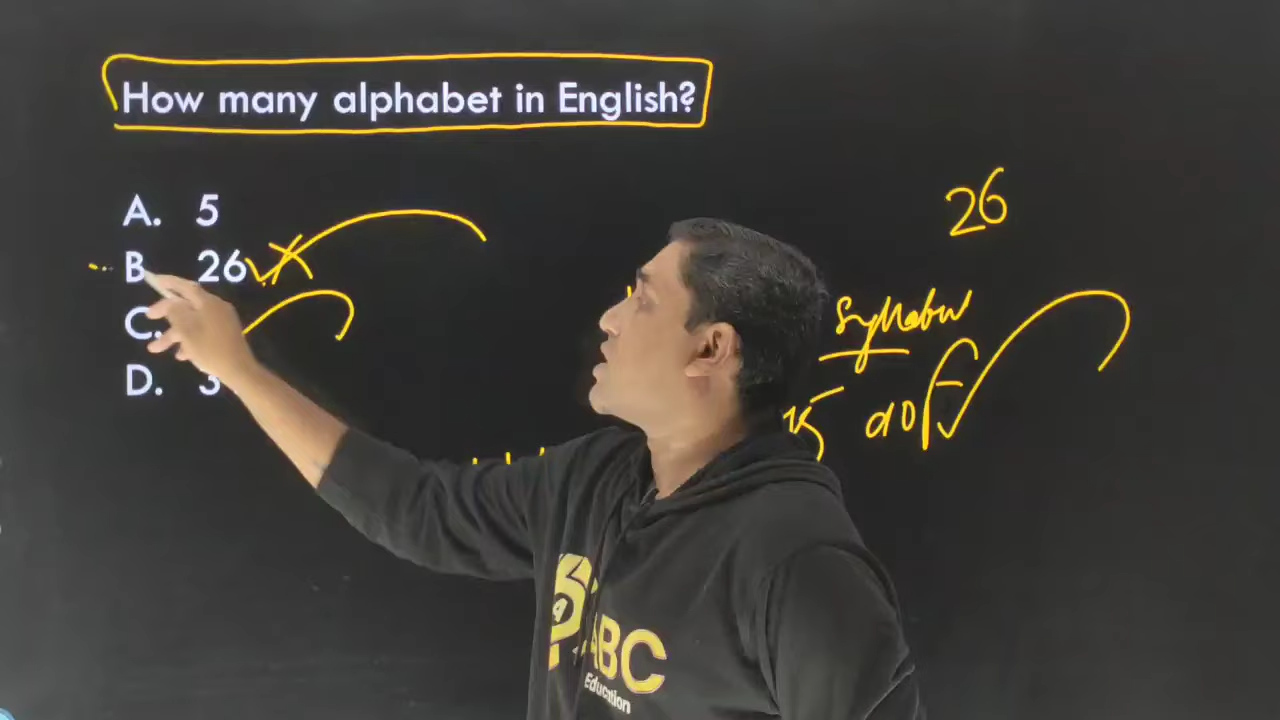 How many alphabet in English?
A. 5
B. 26
C.
D. 3
26
Syllabus
ABC
Education